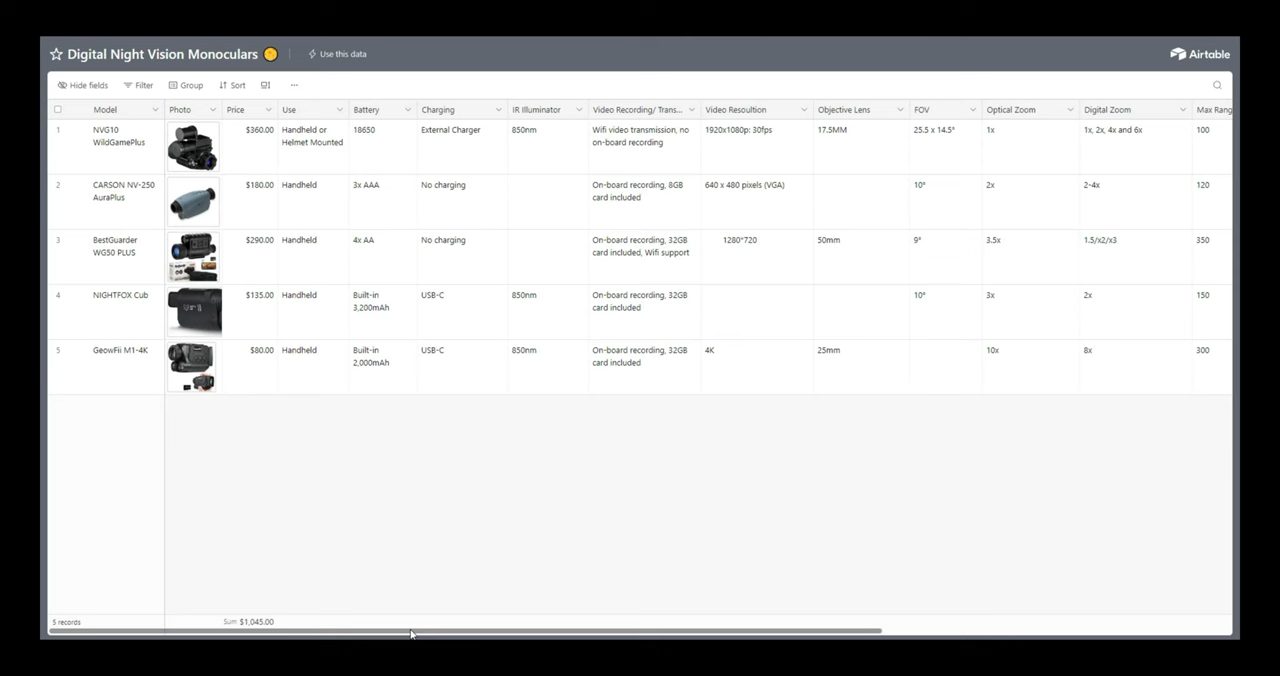 Digital Night Vision Monoculars
Use this data
Airtable
Hide fields Filter Group Sort ...
Model Photo Price Use Battery Charging IR Illuminator Video Recording/ Trans... Video Resoultion Objective Lens FOV Optical Zoom Digital Zoom Max Rang
1 NVG10 $360.00 Handheld or 18650 External Charger 850nm Wifi video transmission, no 1920x1080p: 30fps 17.5MM 25.5 x 14.5° 1x 1x, 2x, 4x and 6x 100
WildGamePlus Helmet Mounted on-board recording
2 CARSON NV-250 $180.00 Handheld 3x AAA No charging On-board recording, 8GB 640 x 480 pixels (VGA) 10° 2x 2-4x 120
AuraPlus card included
3 BestGuarder $290.00 Handheld 4x AA No charging On-board recording, 32GB 1280*720 50mm 9° 3.5x 1.5/x2/x3 350
WG50 PLUS card included, Wifi support
4 NIGHTFOX Cub $135.00 Handheld Built-in USB-C 850nm On-board recording, 32GB 10° 3x 2x 150
3,200mAh card included
5 GeowFii M1-4K $80.00 Handheld Built-in USB-C 850nm On-board recording, 32GB 4K 25mm 10x 8x 300
2,000mAh card included
5 records Sum $1,045.00